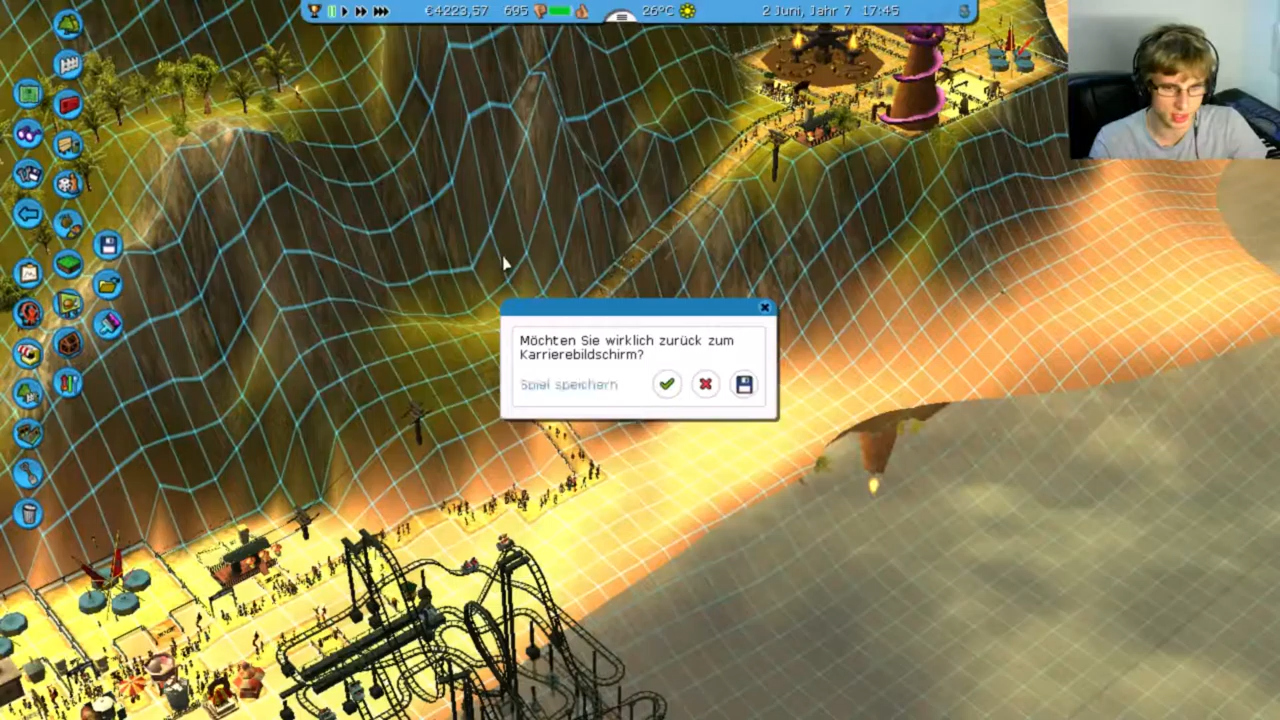 €4223,57 695 26°C 2 Juni, Jahr 7 17:45
Möchten Sie wirklich zurück zum
Karrierebildschirm?
Spiel speichern